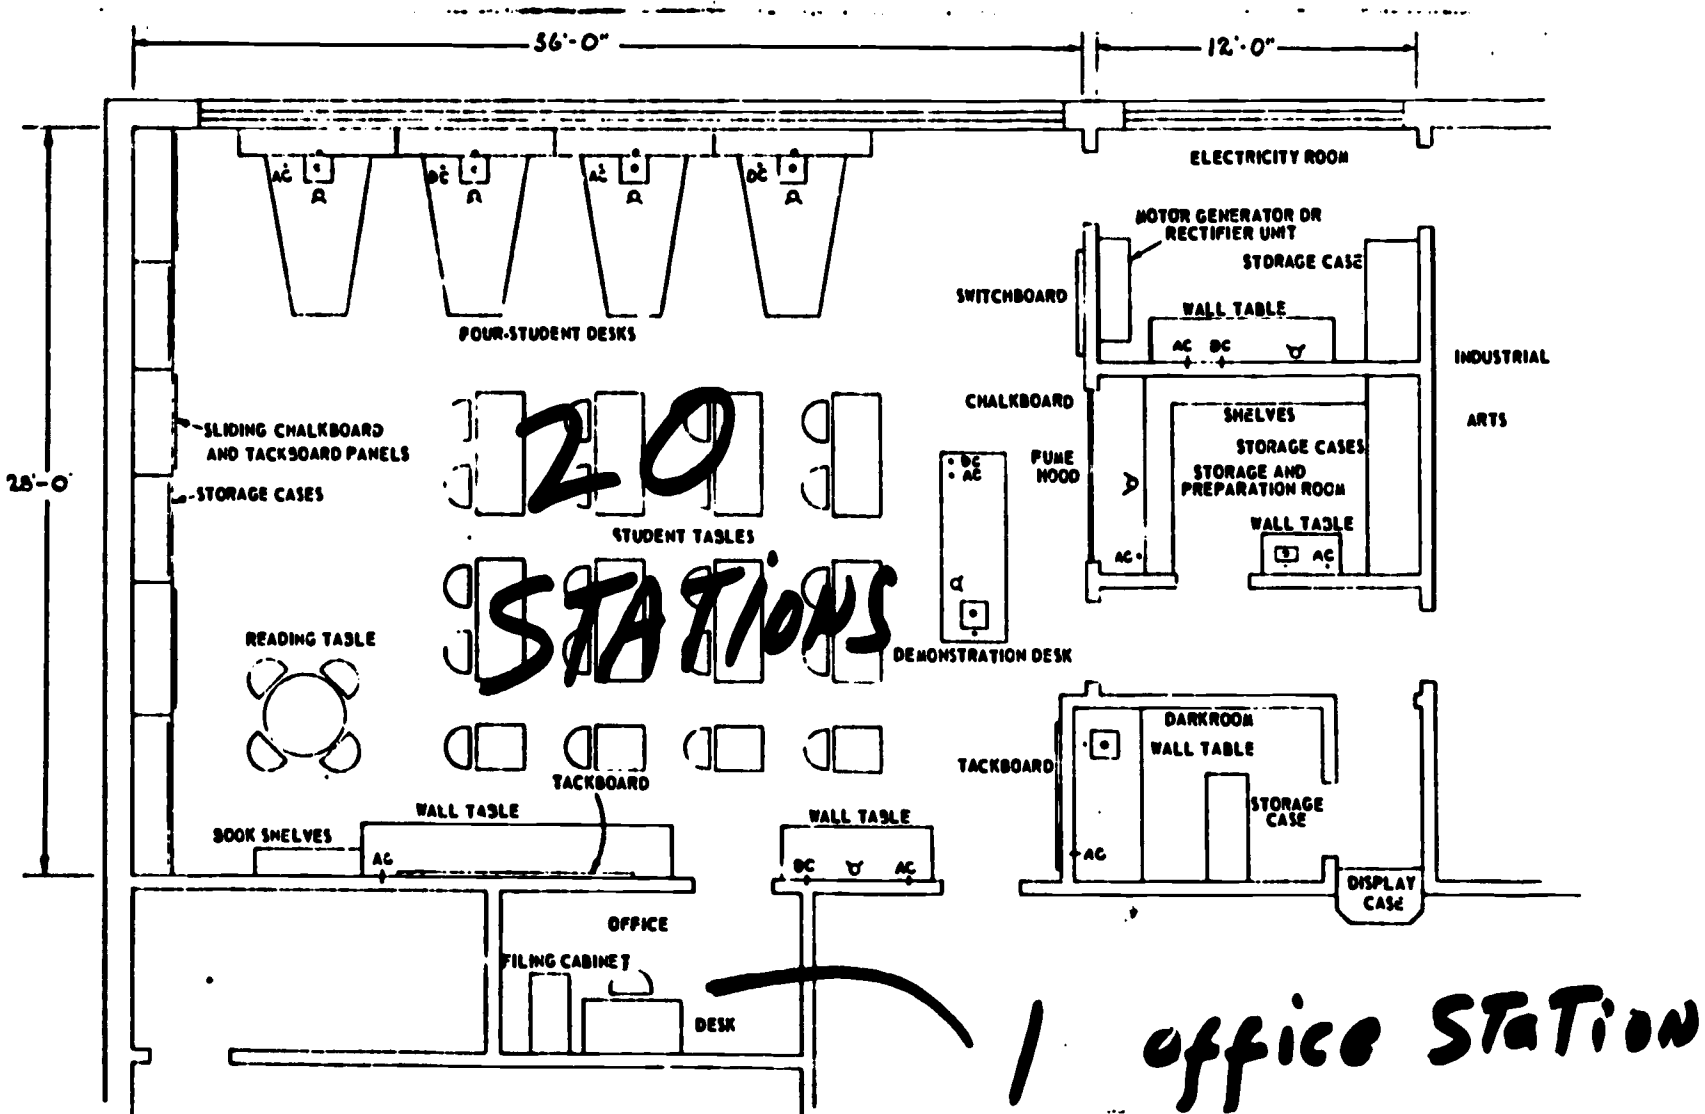 36'-0" 12'-0"
ELECTRICITY ROOM
AC DC AC DC
MOTOR GENERATOR OR
RECTIFIER UNIT
STORAGE CASE
SWITCHBOARD
WALL TABLE
FOUR-STUDENT DESKS
AC DC
INDUSTRIAL
ARTS
CHALKBOARD
SHELVES
SLIDING CHALKBOARD
AND TACKBOARD PANELS
STORAGE CASES
20
STATIONS
DC
AC
FUME
HOOD
STORAGE CASES
STORAGE AND
PREPARATION ROOM
28'-0"
WALL TABLE
STUDENT TABLES
AC
AC
READING TABLE
DEMONSTRATION DESK
DARKROOM
WALL TABLE
TACKBOARD
TACKBOARD
STORAGE
CASE
WALL TABLE
WALL TABLE
BOOK SHELVES
AC
DC AC
AC
DISPLAY
CASE
OFFICE
FILING CABINET
DESK
1 office STATION